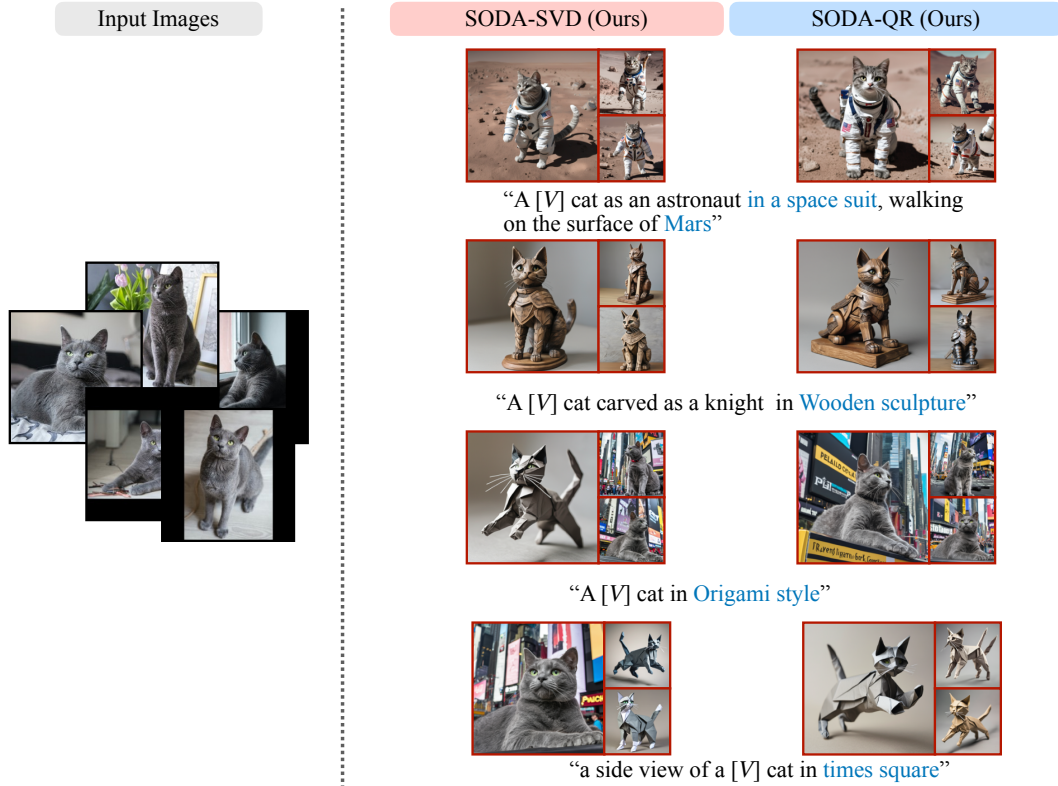 Input Images
SODA-SVD (Ours)
SODA-QR (Ours)
“A [V] cat as an astronaut in a space suit, walking
on the surface of Mars”
“A [V] cat carved as a knight in Wooden sculpture”
“A [V] cat in Origami style”
“a side view of a [V] cat in times square”